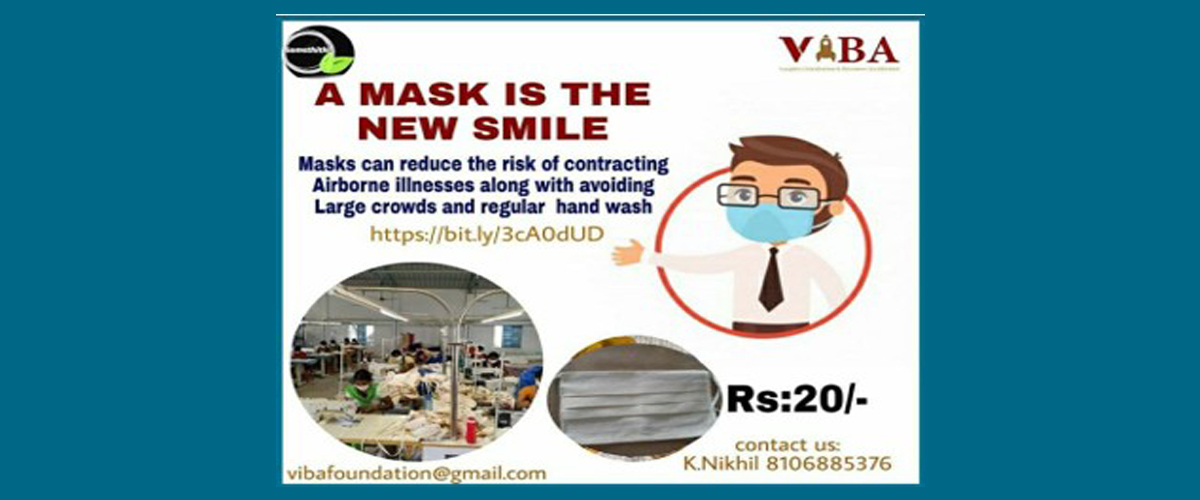 VIBA
A MASK IS THE
NEW SMILE
Masks can reduce the risk of contracting
Airborne illnesses along with avoiding
Large crowds and regular hand wash
https://bit.ly/3cA0dUD
Rs:20/-
contact us:
K.Nikhil 8106885376
vibafoundation@gmail.com